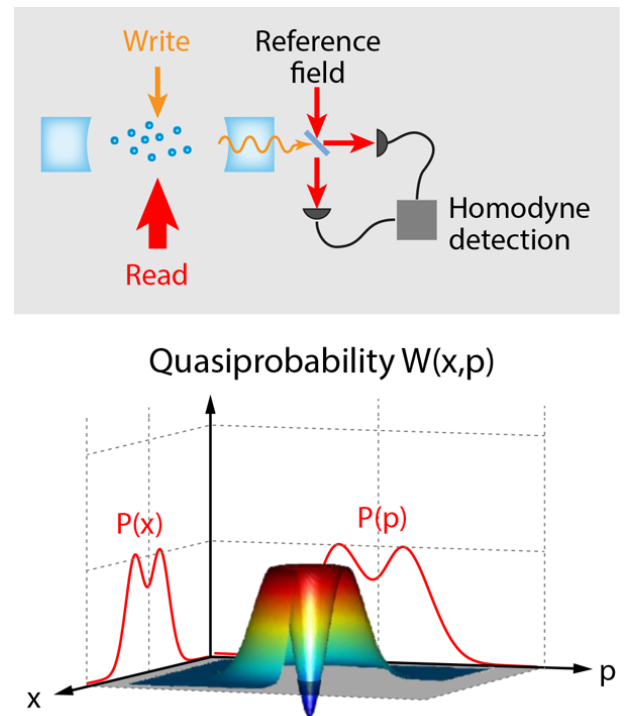 Write
Reference
field
Read
Homodyne
detection
Quasiprobability W(x,p)
P(x)
P(p)
x
p